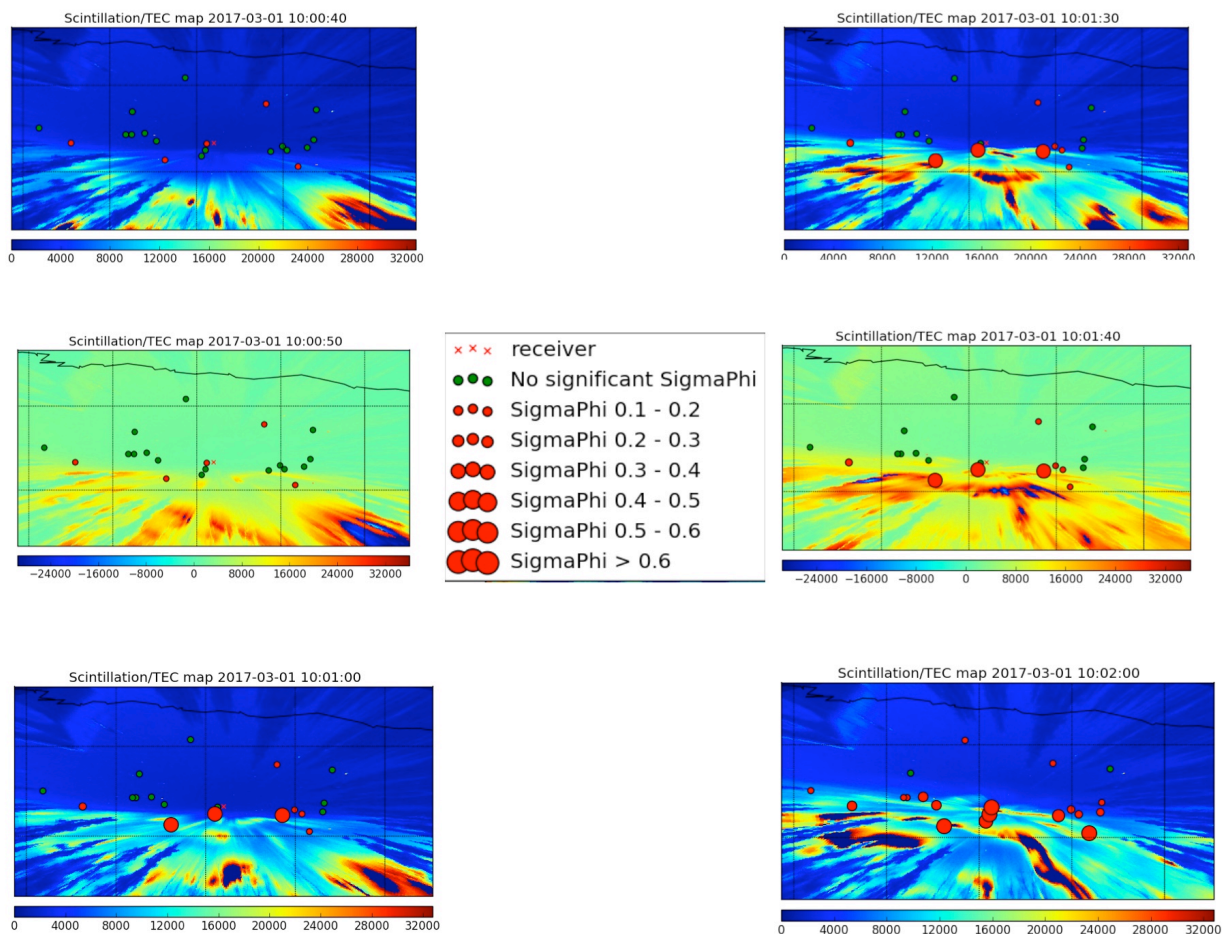 Scintillation/TEC map 2017-03-01 10:00:40
0 4000 8000 12000 16000 20000 24000 28000 32000
Scintillation/TEC map 2017-03-01 10:01:30
0 4000 8000 12000 16000 20000 24000 28000 32000
Scintillation/TEC map 2017-03-01 10:00:50
−24000 −16000 −8000 0 8000 16000 24000 32000
receiver
No significant SigmaPhi
SigmaPhi 0.1 - 0.2
SigmaPhi 0.2 - 0.3
SigmaPhi 0.3 - 0.4
SigmaPhi 0.4 - 0.5
SigmaPhi 0.5 - 0.6
SigmaPhi > 0.6
Scintillation/TEC map 2017-03-01 10:01:40
−24000 −16000 −8000 0 8000 16000 24000 32000
Scintillation/TEC map 2017-03-01 10:01:00
0 4000 8000 12000 16000 20000 24000 28000 32000
Scintillation/TEC map 2017-03-01 10:02:00
0 4000 8000 12000 16000 20000 24000 28000 32000